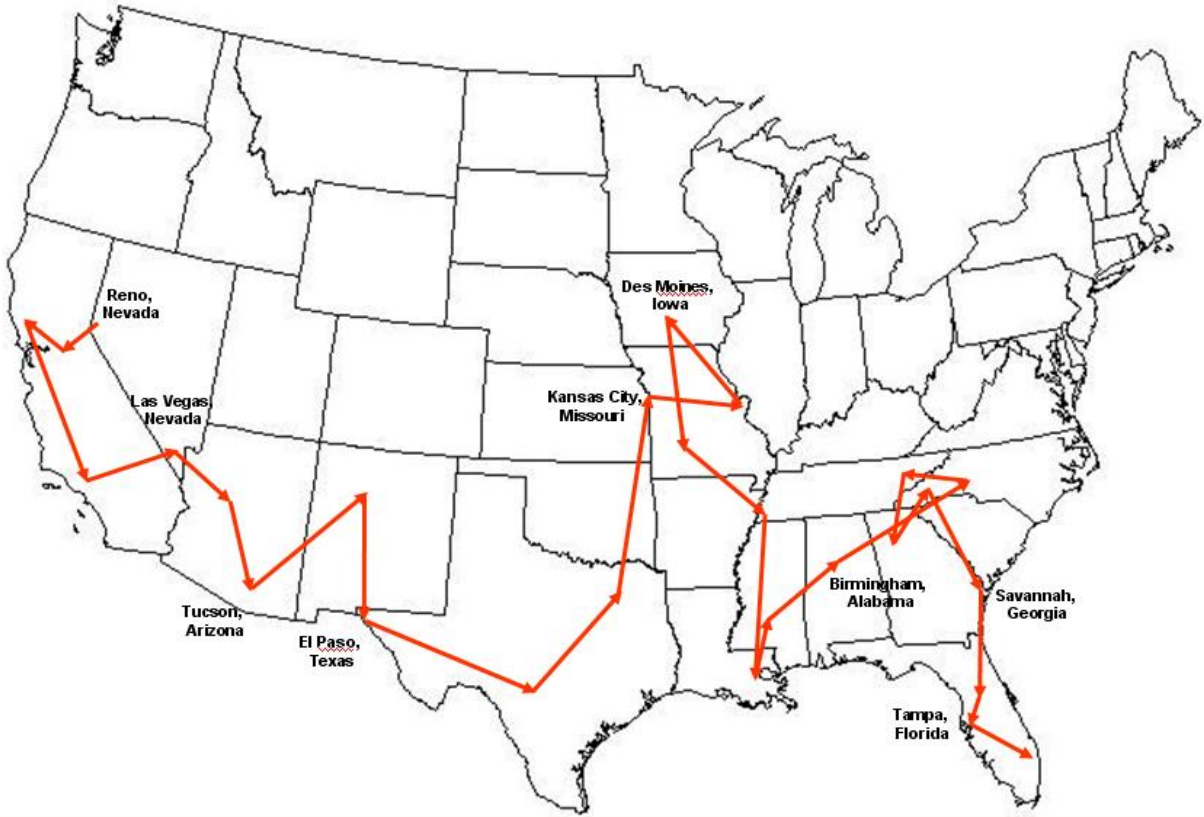 Des Moines,
Iowa
Reno,
Nevada
Las Vegas,
Nevada
Kansas City,
Missouri
Birmingham,
Alabama
Savannah,
Georgia
Tucson,
Arizona
El Paso,
Texas
Tampa,
Florida